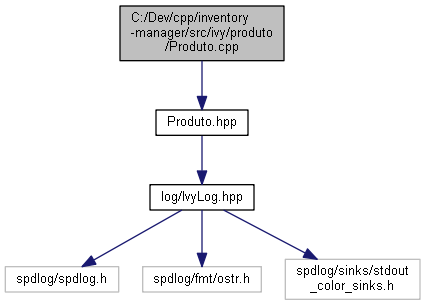 C:/Dev/cpp/inventory
-manager/src/ivy/produto
/Produto.cpp
Produto.hpp
log/IvyLog.hpp
spdlog/spdlog.h
spdlog/fmt/ostr.h
spdlog/sinks/stdout
_color_sinks.h